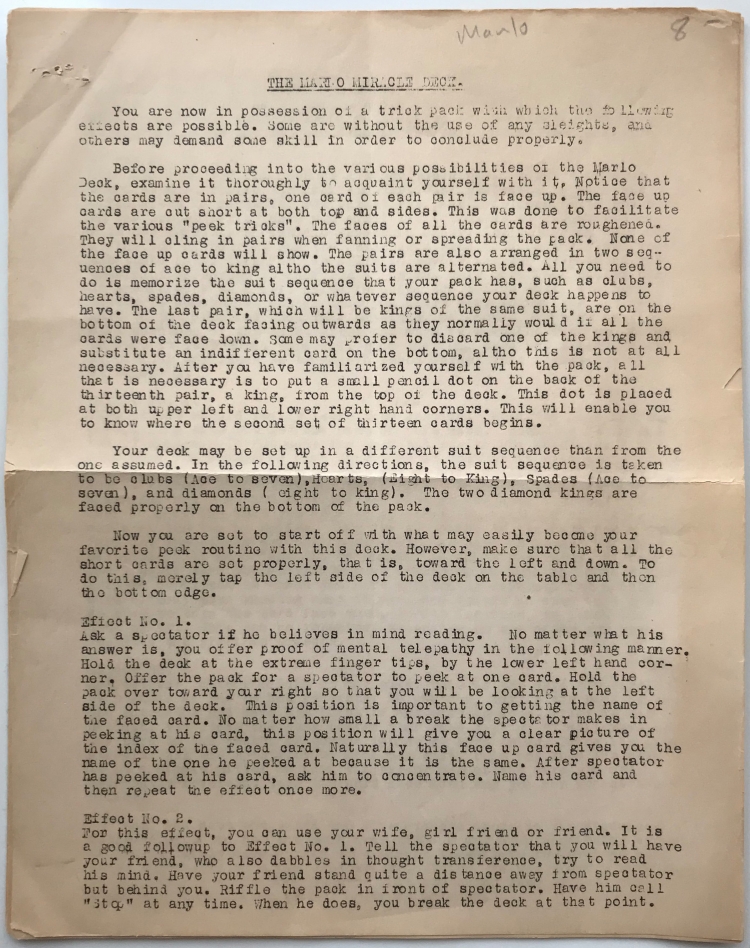 Marlo 8
THE MARLO MIRACLE DECK.
You are now in possession of a trick pack with which the following
effects are possible. Some are without the use of any sleights, and
others may demand some skill in order to conclude properly.
Before proceeding into the various possibilities of the Marlo
Deck, examine it thoroughly to acquaint yourself with it, Notice that
the cards are in pairs, one card of each pair is face up. The face up
cards are cut short at both top and sides. This was done to facilitate
the various "peek tricks". The faces of all the cards are roughened.
They will cling in pairs when fanning or spreading the pack. None of
the face up cards will show. The pairs are also arranged in two seq-
uences of ace to king altho the suits are alternated. All you need to
do is memorize the suit sequence that your pack has, such as clubs,
hearts, spades, diamonds, or whatever sequence your deck happens to
have. The last pair, which will be kings of the same suit, are on the
bottom of the deck facing outwards as they normally would if all the
cards were face down. Some may prefer to discard one of the kings and
substitute an indifferent card on the bottom, altho this is not at all
necessary. After you have familiarized yourself with the pack, all
that is necessary is to put a small pencil dot on the back of the
thirteenth pair, a king, from the top of the deck. This dot is placed
at both upper left and lower right hand corners. This will enable you
to know where the second set of thirteen cards begins.
Your deck may be set up in a different suit sequence than from the
one assumed. In the following directions, the suit sequence is taken
to be clubs (Ace to seven),Hearts, (Eight to King), Spades (Ace to
seven), and diamonds ( eight to king). The two diamond kings are
faced properly on the bottom of the pack.
Now you are set to start off with what may easily become your
favorite peek routine with this deck. However, make sure that all the
short cards are set properly, that is, toward the left and down. To
do this, merely tap the left side of the deck on the table and then
the bottom edge.
Effect No. 1.
Ask a spectator if he believes in mind reading. No matter what his
answer is, you offer proof of mental telepathy in the following manner.
Hold the deck at the extreme finger tips, by the lower left hand cor-
ner. Offer the pack for a spectator to peek at one card. Hold the
pack over toward your right so that you will be looking at the left
side of the deck. This position is important to getting the name of
the faced card. No matter how small a break the spectator makes in
peeking at his card, this position will give you a clear picture of
the index of the faced card. Naturally this face up card gives you the
name of the one he peeked at because it is the same. After spectator
has peeked at his card, ask him to concentrate. Name his card and
then repeat the effect once more.
Effect No. 2.
For this effect, you can use your wife, girl friend or friend. It is
a good followup to Effect No. 1. Tell the spectator that you will have
your friend, who also dabbles in thought transference, try to read
his mind. Have your friend stand quite a distance away from spectator
but behind you. Riffle the pack in front of spectator. Have him call
"Stop" at any time. When he does, you break the deck at that point.